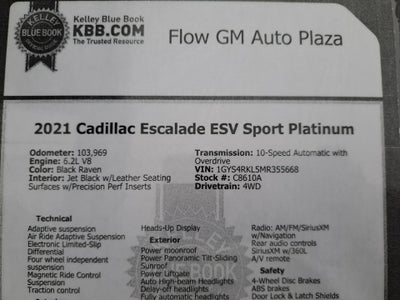 Kelley Blue Book
KBB.COM
The Trusted Resource
KELLEY
BLUE BOOK
Flow GM Auto Plaza
2021 Cadillac Escalade ESV Sport Platinum
Odometer: 103,969
Engine: 6.2L V8
Color: Black Raven
Interior: Jet Black w/Leather Seating
Surfaces w/Precision Perf Inserts
Transmission: 10-Speed Automatic with
Overdrive
VIN: 1GYS4RKL5MR355668
Stock #: C8610A
Drivetrain: 4WD
Technical
Adaptive suspension
Air Ride Adaptive Suspension
Electronic Limited-Slip
Differential
Four wheel independent
suspension
Magnetic Ride Control
Suspension
Traction control
Heads-Up Display
Exterior
Power moonroof
Power Panoramic Tilt-Sliding
Sunroof
Power Liftgate
Auto High-beam Headlights
Delay-off headlights
Fully automatic headlights
Radio: AM/FM/SiriusXM
w/Navigation
Rear audio controls
SiriusXM w/360L
A/V remote
Safety
4-Wheel Disc Brakes
ABS Brakes
Door Lock & Latch Shields
BLUE BOOK